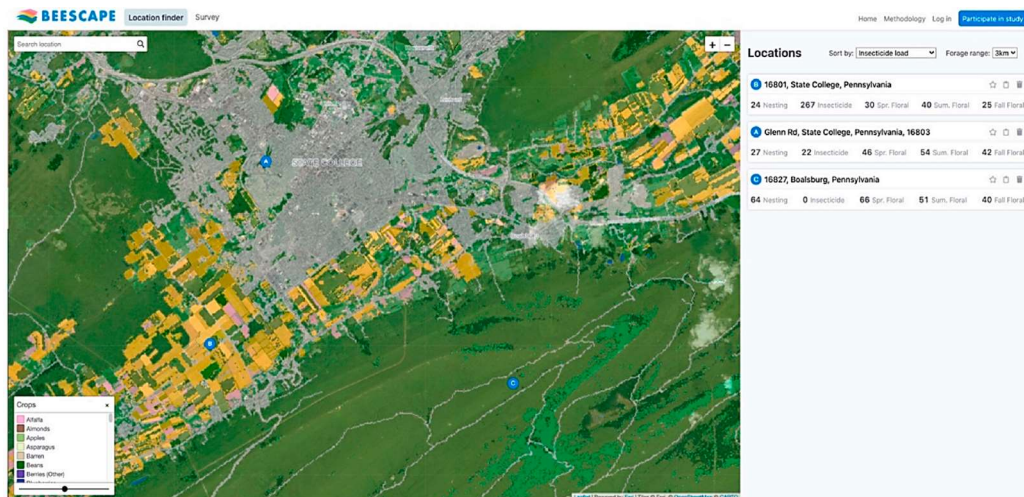 BEESCAPE
Location finder
Survey
Home Methodology Log in Participate in study
Search location
+ −
STATE COLLEGE
A
B
C
Crops ×
Alfalfa
Almonds
Apples
Asparagus
Barren
Beans
Berries (Other)
Locations
Sort by: Insecticide load
Forage range: 3km
B 16801, State College, Pennsylvania
24 Nesting 267 Insecticide 30 Spr. Floral 40 Sum. Floral 25 Fall Floral
A Glenn Rd, State College, Pennsylvania, 16803
27 Nesting 22 Insecticide 46 Spr. Floral 54 Sum. Floral 42 Fall Floral
C 16827, Boalsburg, Pennsylvania
64 Nesting 0 Insecticide 66 Spr. Floral 51 Sum. Floral 40 Fall Floral